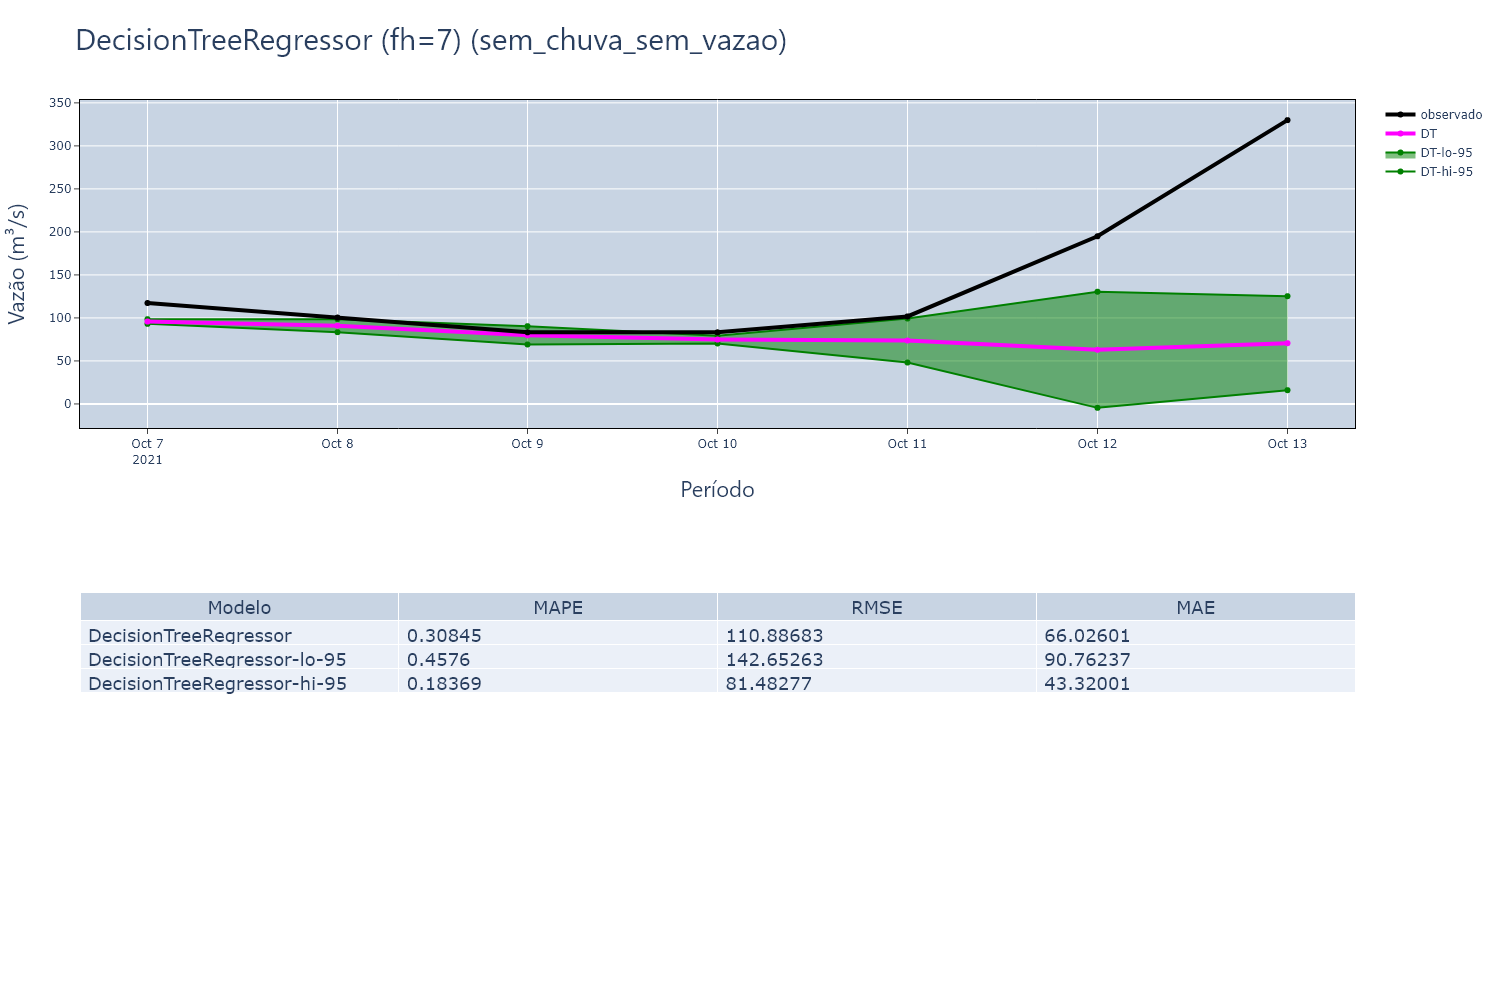 DecisionTreeRegressor (fh=7) (sem_chuva_sem_vazao)
Vazão (m³/s)
350
300
250
200
150
100
50
0
Oct 7
2021
Oct 8
Oct 9
Oct 10
Oct 11
Oct 12
Oct 13
Período
observado
DT
DT-lo-95
DT-hi-95
Modelo MAPE RMSE MAE
DecisionTreeRegressor 0.30845 110.88683 66.02601
DecisionTreeRegressor-lo-95 0.4576 142.65263 90.76237
DecisionTreeRegressor-hi-95 0.18369 81.48277 43.32001